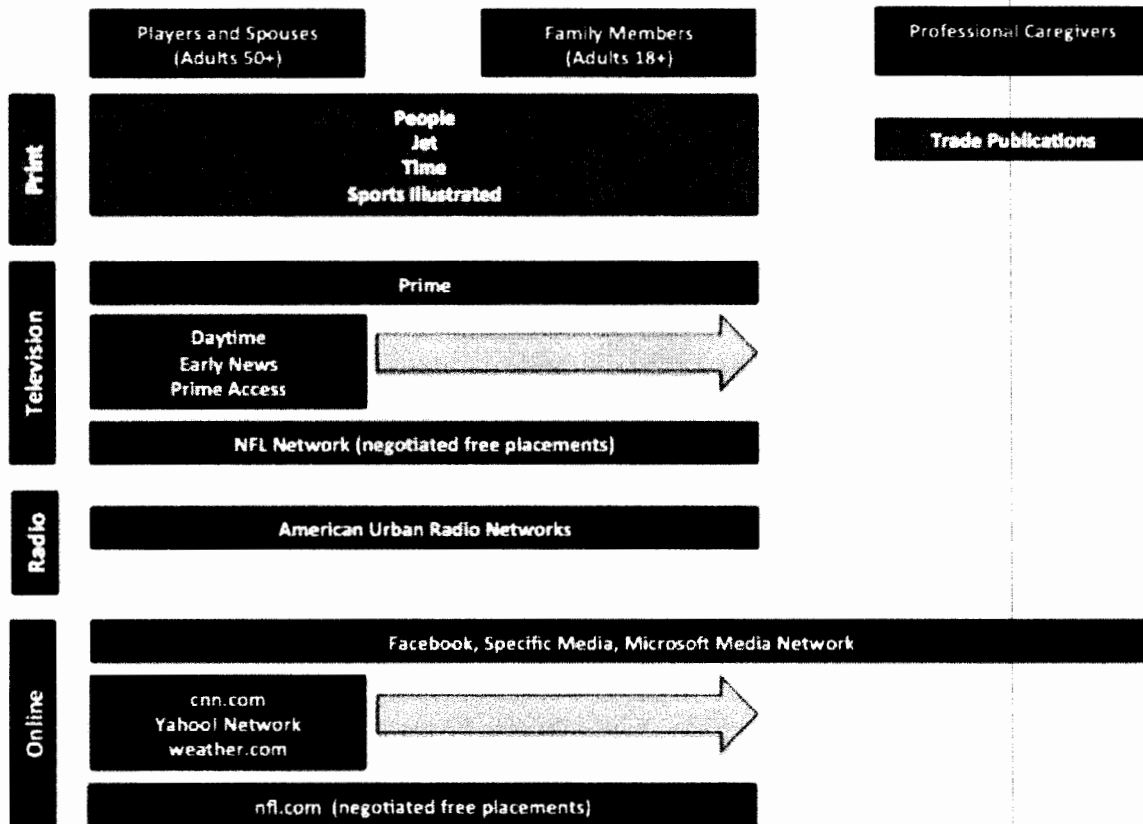 Players and Spouses
(Adults 50+)
Family Members
(Adults 18+)
Professional Caregivers
Print
People
Jet
Time
Sports Illustrated
Trade Publications
Television
Prime
Daytime
Early News
Prime Access
NFL Network (negotiated free placements)
Radio
American Urban Radio Networks
Online
Facebook, Specific Media, Microsoft Media Network
cnn.com
Yahoo! Network
weather.com
nfl.com (negotiated free placements)